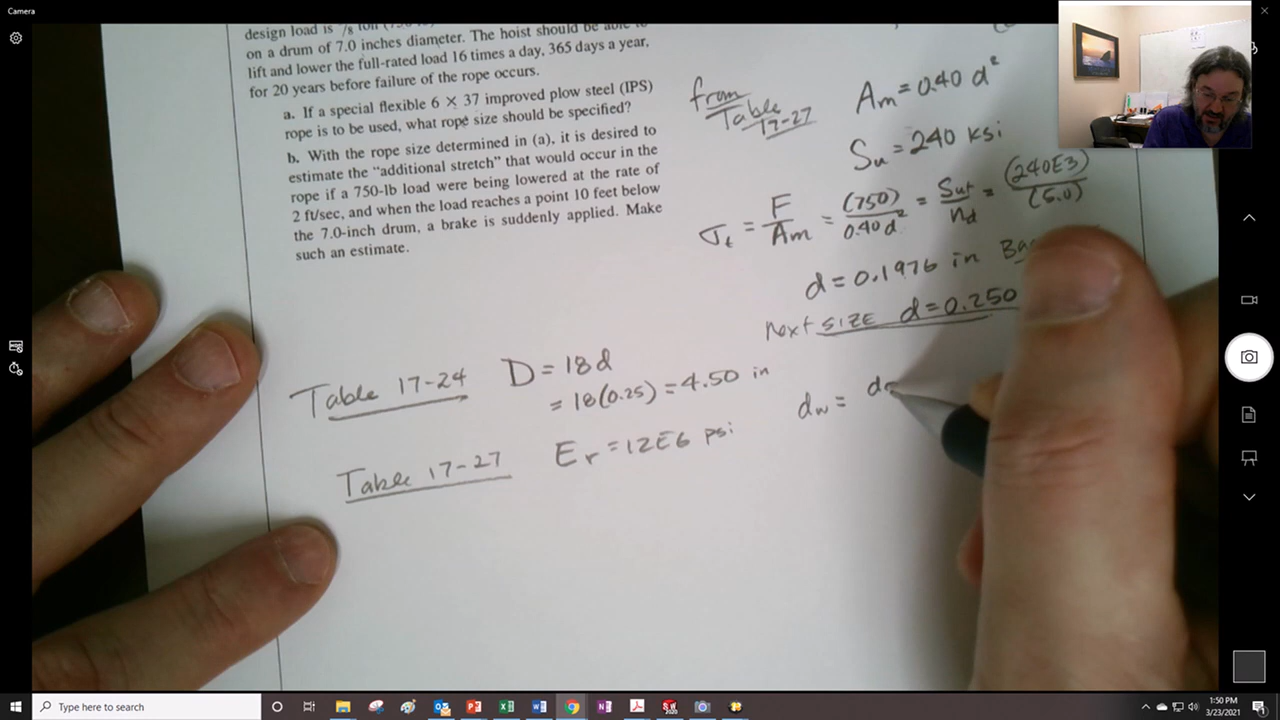 Camera
design load is
on a drum of 7.0 inches diameter. The hoist should be able to
lift and lower the full-rated load 16 times a day, 365 days a year,
for 20 years before failure of the rope occurs.
a. If a special flexible 6 × 37 improved plow steel (IPS)
rope is to be used, what rope size should be specified?
b. With the rope size determined in (a), it is desired to
estimate the “additional stretch” that would occur in the
rope if a 750-lb load were being lowered at the rate of
2 ft/sec, and when the load reaches a point 10 feet below
the 7.0-inch drum, a brake is suddenly applied. Make
such an estimate.
from
Table
17-27
Am = 0.40 d²
Su = 240 ksi
σt = F/Am = (750)/0.40d² = Sut/nd = (240E3)/(5.0)
d = 0.1976 in
next SIZE d = 0.250
Table 17-24 D = 18d
= 18(0.25) = 4.50 in
Table 17-27 Er = 12E6 psi
dw =
Type here to search
1:50 PM
3/23/2021